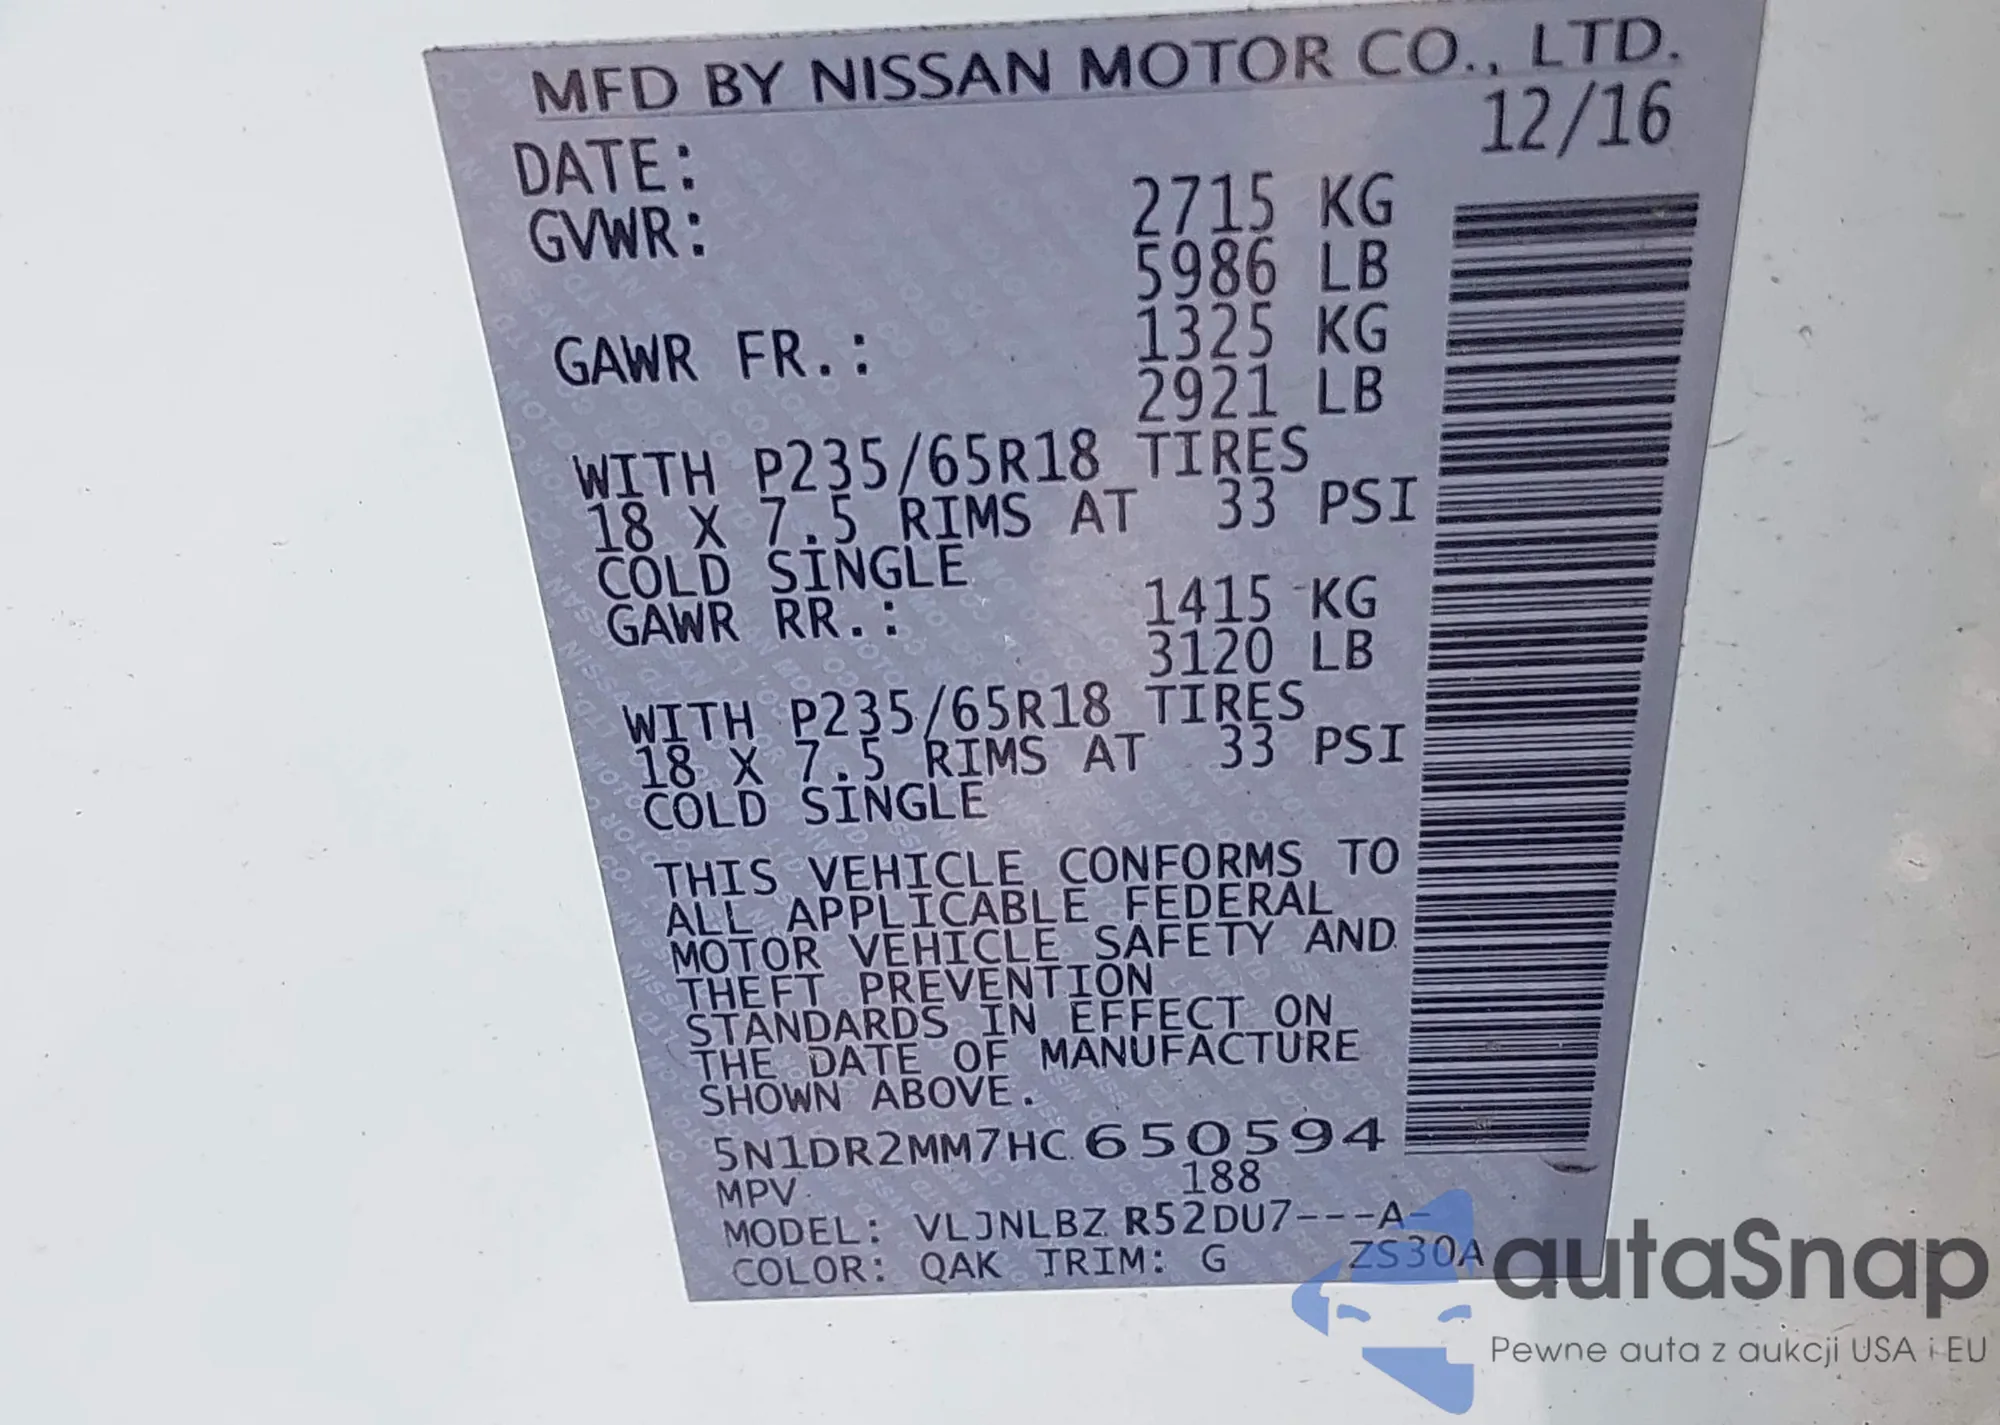 MFD BY NISSAN MOTOR CO., LTD.
DATE: 12/16
GVWR: 2715 KG
5986 LB
GAWR FR.: 1325 KG
2921 LB
WITH P235/65R18 TIRES
18 X 7.5 RIMS AT 33 PSI
COLD SINGLE
GAWR RR.: 1415 KG
3120 LB
WITH P235/65R18 TIRES
18 X 7.5 RIMS AT 33 PSI
COLD SINGLE
THIS VEHICLE CONFORMS TO
ALL APPLICABLE FEDERAL
MOTOR VEHICLE SAFETY AND
THEFT PREVENTION
STANDARDS IN EFFECT ON
THE DATE OF MANUFACTURE
SHOWN ABOVE.
5N1DR2MM7HC 650594
MPV 188
MODEL: VLJNLBZ R52DU7---A-
COLOR: QAK TRIM: G ZS30A
autaSnap
Pewne auta z aukcji USA i EU